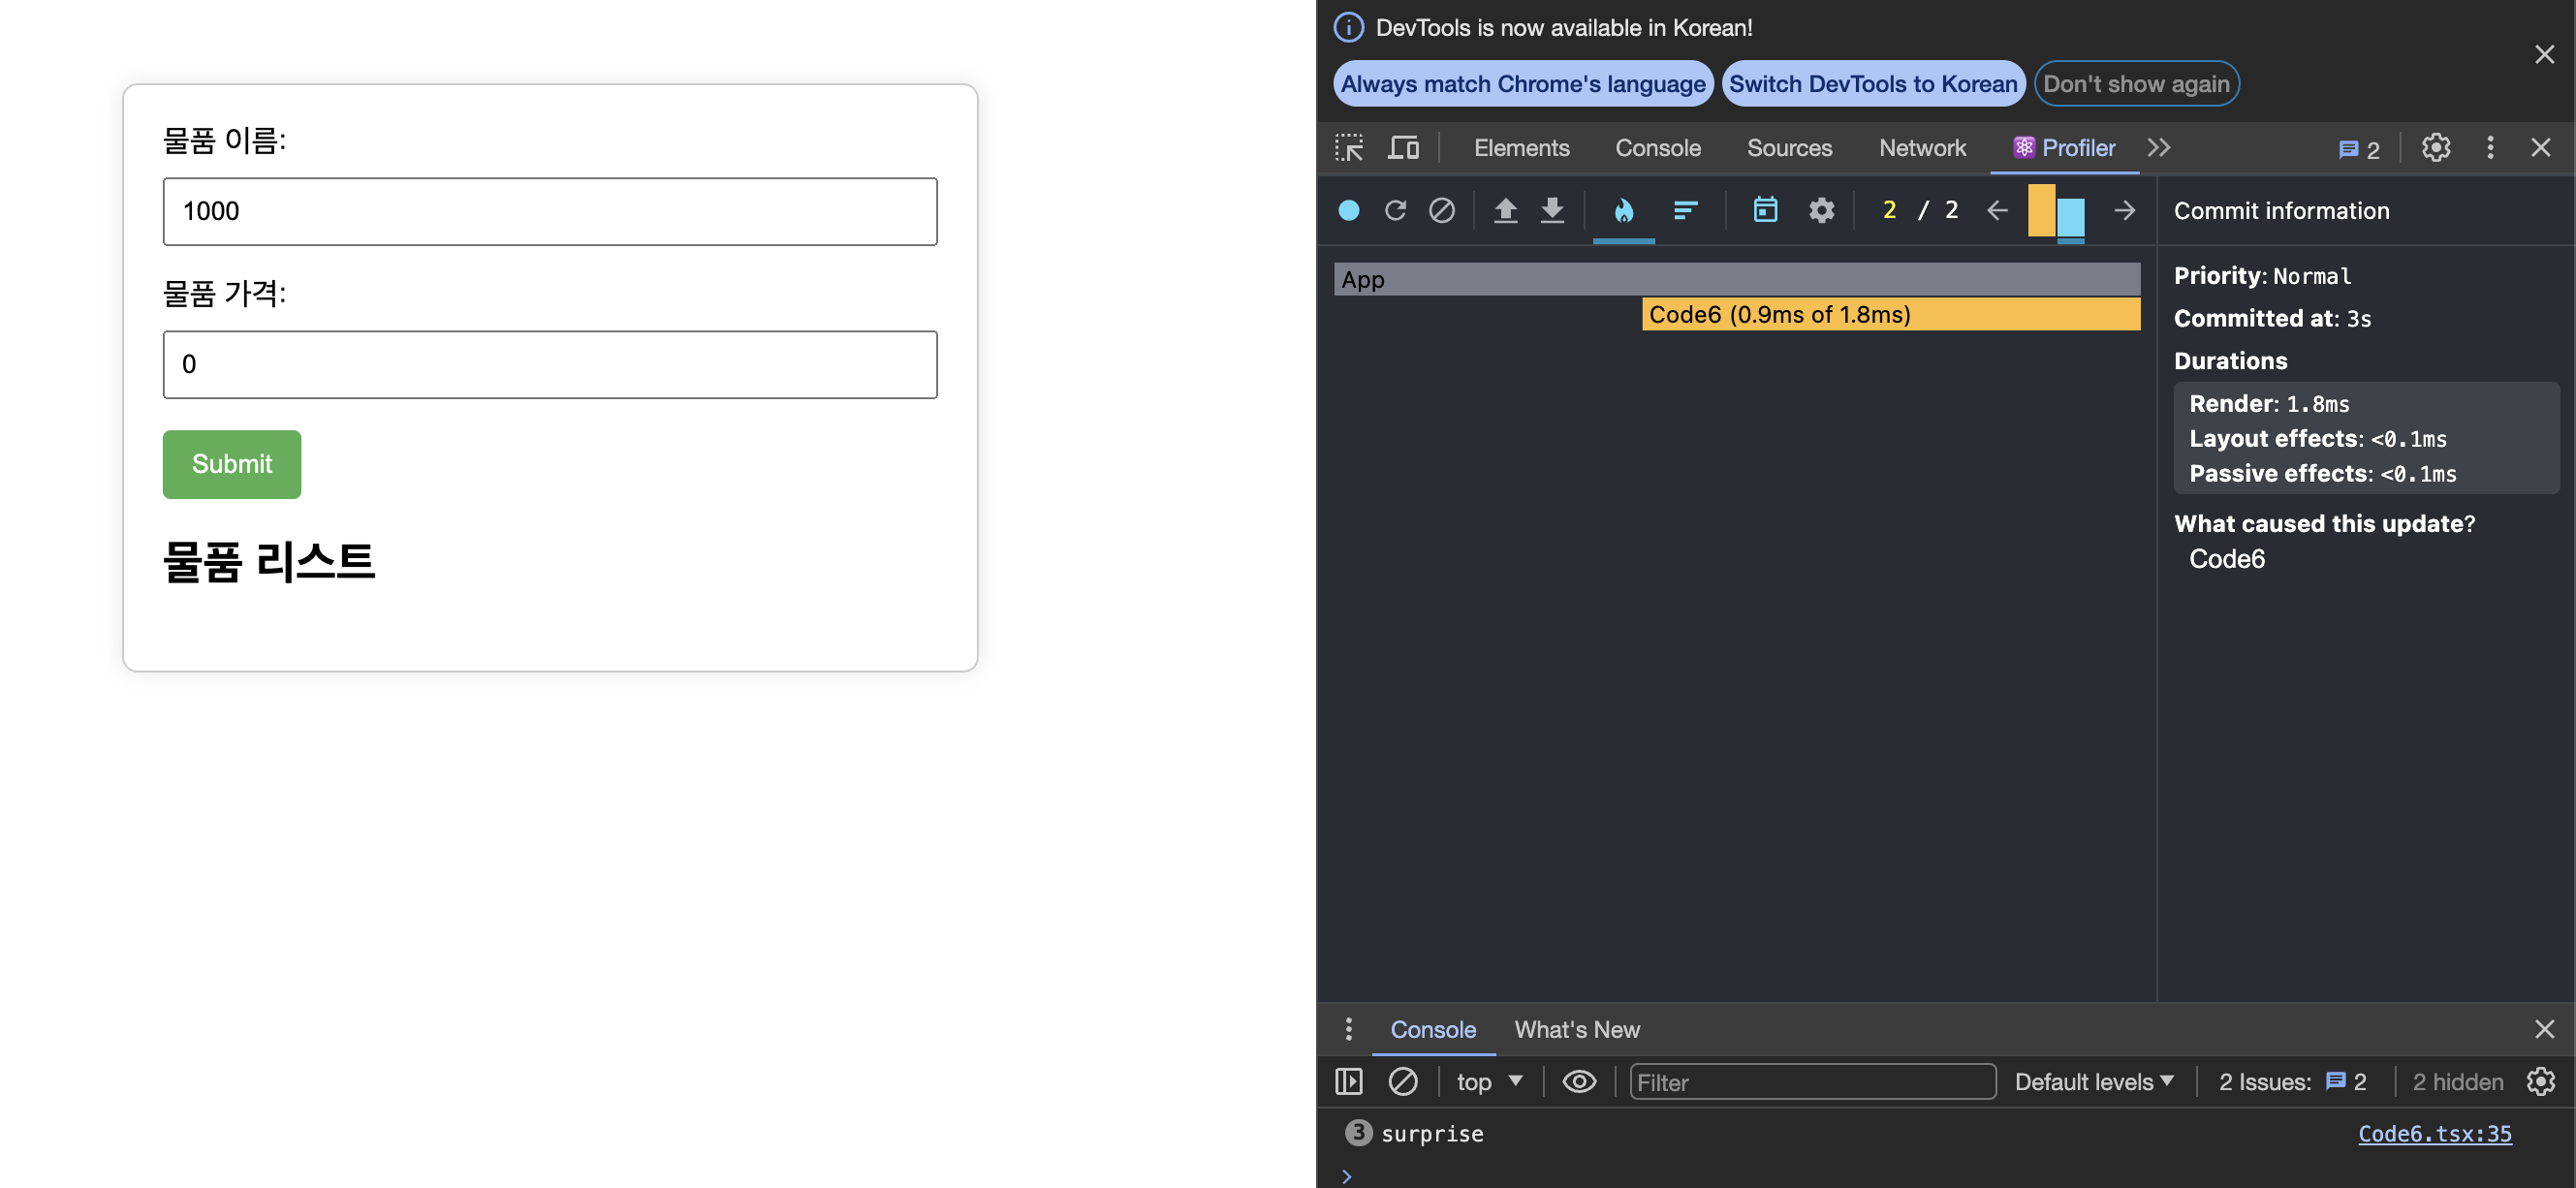 물품 이름:
1000
물품 가격:
0
Submit
물품 리스트
DevTools is now available in Korean!
Always match Chrome's language Switch DevTools to Korean Don't show again
Elements Console Sources Network Profiler 2
2 / 2
Commit information
App
Code6 (0.9ms of 1.8ms)
Priority: Normal
Committed at: 3s
Durations
Render: 1.8ms
Layout effects: <0.1ms
Passive effects: <0.1ms
What caused this update?
Code6
Console What's New
top Filter Default levels 2 Issues: 2 2 hidden
3 surprise Code6.tsx:35